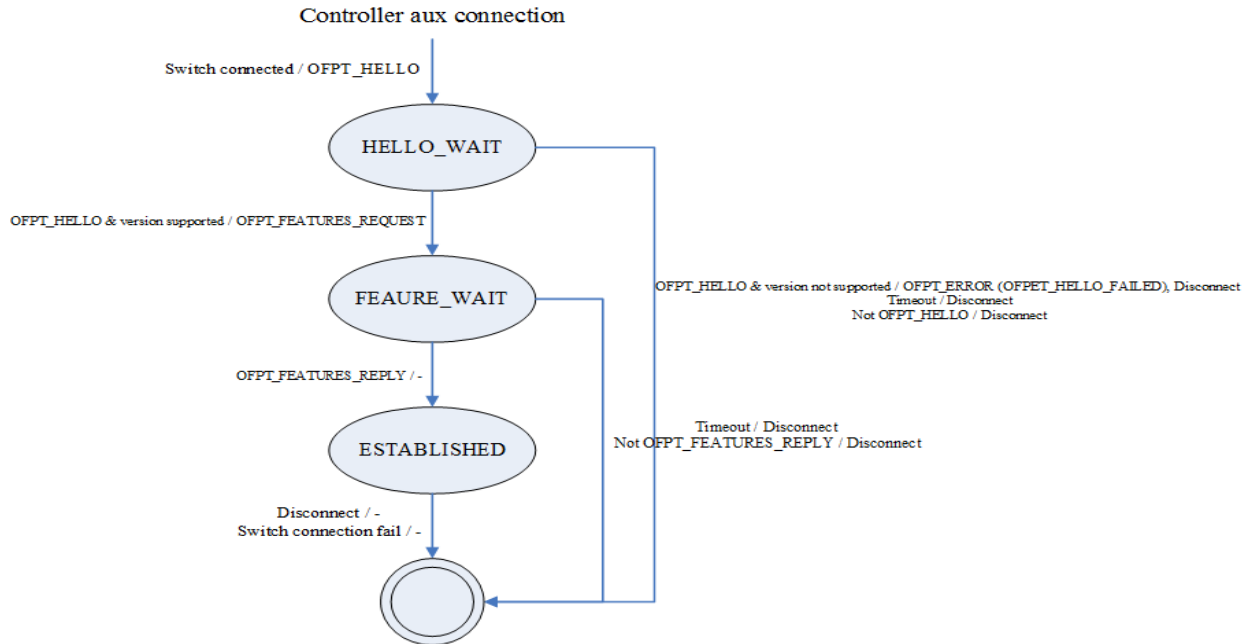 Controller aux connection
Switch connected / OFPT_HELLO
HELLO_WAIT
OFPT_HELLO & version supported / OFPT_FEATURES_REQUEST
FEAURE_WAIT
OFPT_HELLO & version not supported / OFPT_ERROR (OFPET_HELLO_FAILED), Disconnect
Timeout / Disconnect
Not OFPT_HELLO / Disconnect
OFPT_FEATURES_REPLY / -
Timeout / Disconnect
Not OFPT_FEATURES_REPLY / Disconnect
ESTABLISHED
Disconnect / -
Switch connection fail / -